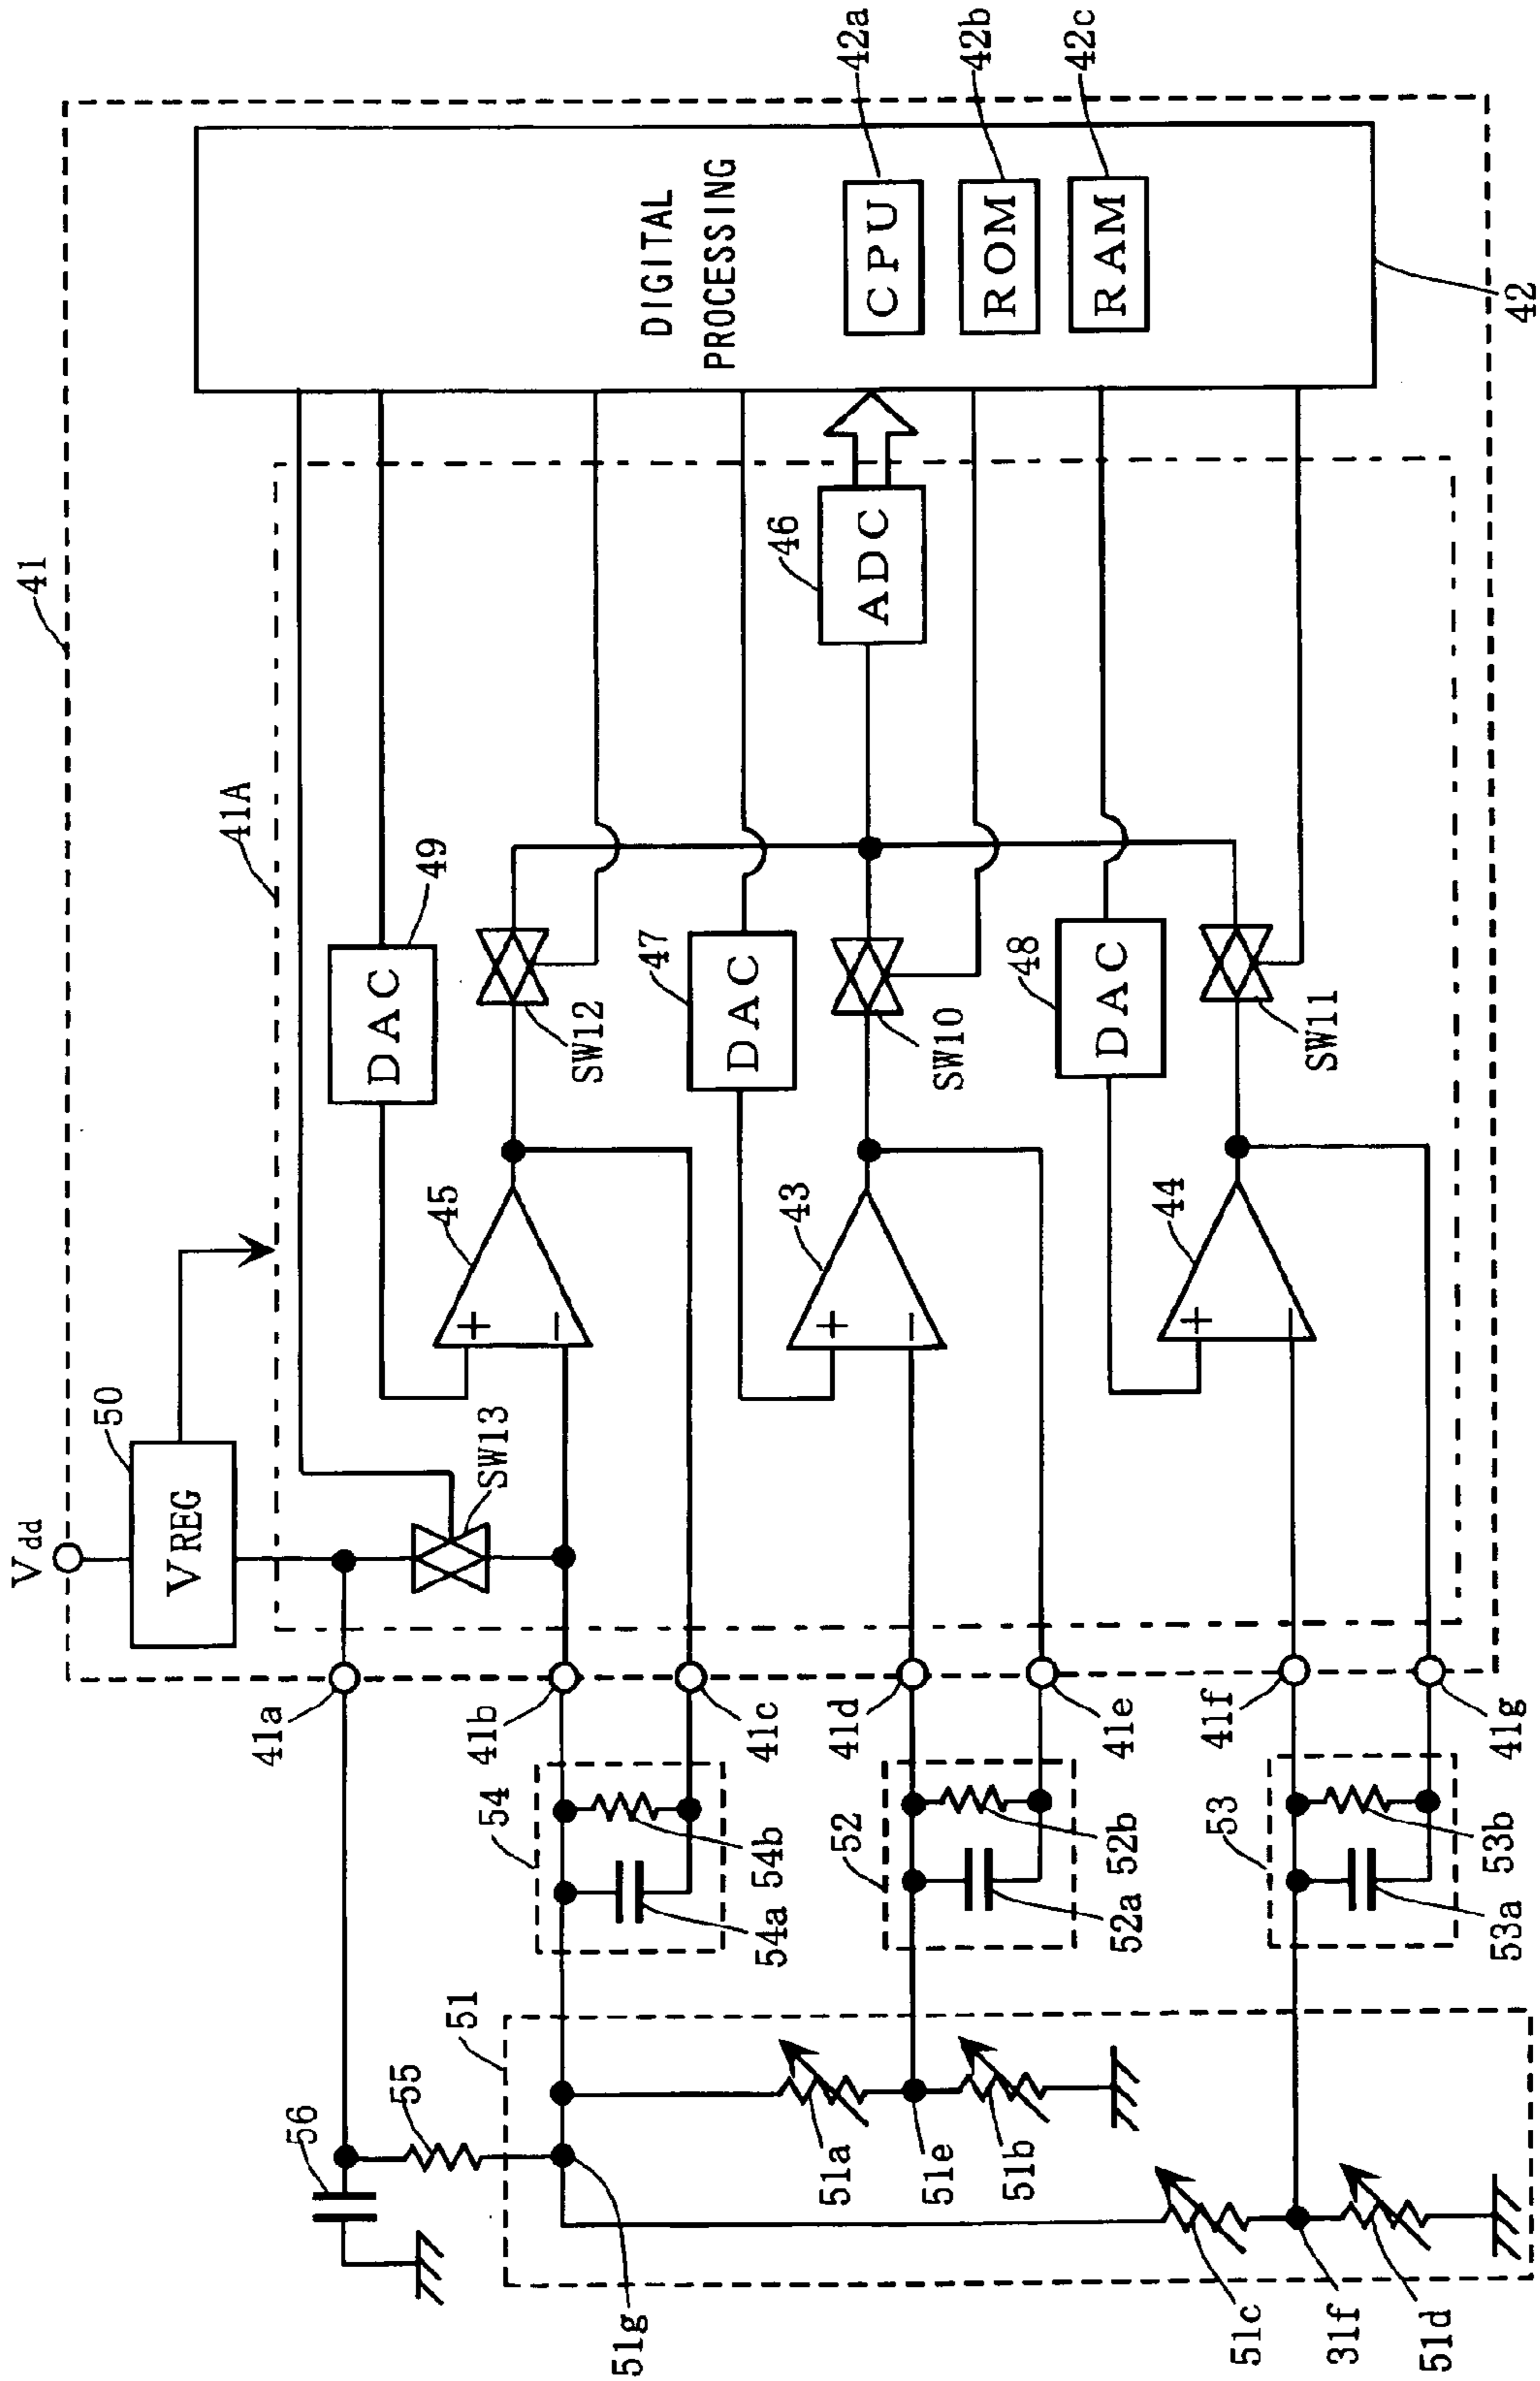 41
Vdd
50
VREG
41A
41a
SW13
49
DAC
45
+
−
SW12
41b
41c
54
54a
54b
47
DAC
43
+
−
SW10
46
ADC
41d
41e
52
52a
52b
48
DAC
44
+
−
SW11
41f
41g
53
53a
53b
DIGITAL
PROCESSING
CPU
42a
ROM
42b
RAM
42c
42
56
55
51
51g
51a
51e
51b
51c
31f
51d